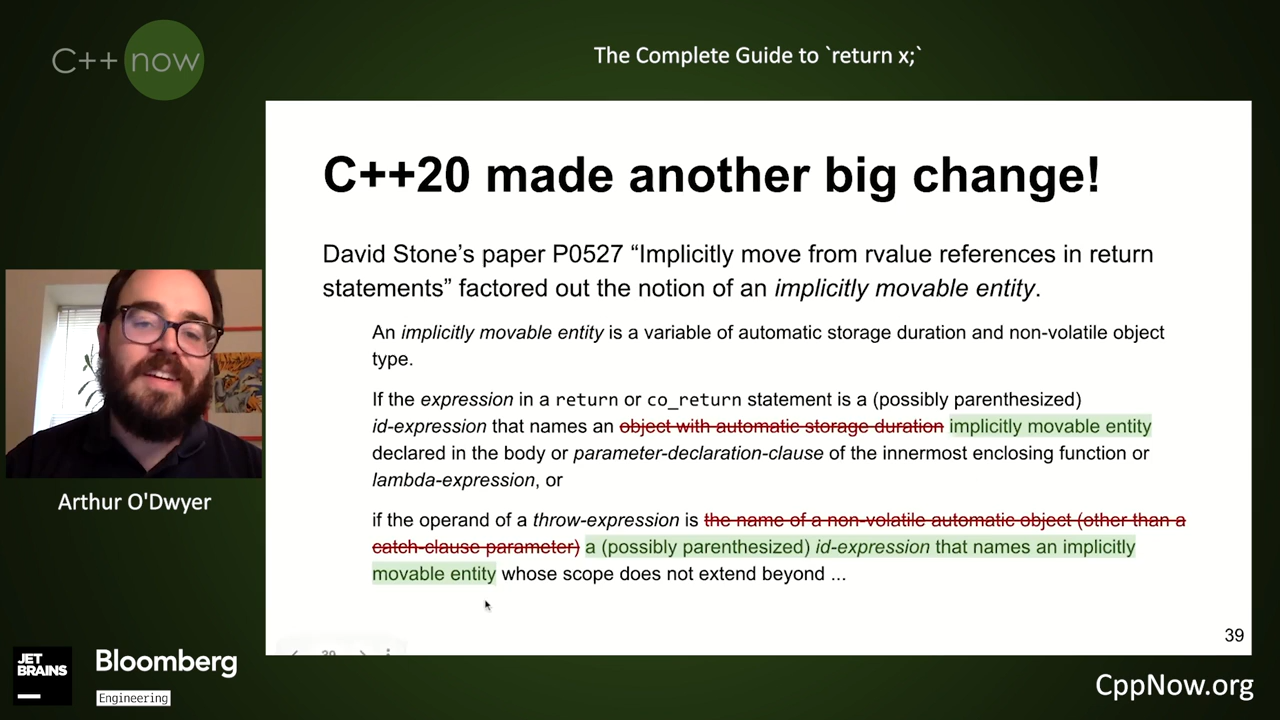 C++ now
The Complete Guide to `return x;`
C++20 made another big change!
David Stone’s paper P0527 “Implicitly move from rvalue references in return
statements” factored out the notion of an implicitly movable entity.
An implicitly movable entity is a variable of automatic storage duration and non-volatile object
type.
If the expression in a return or co_return statement is a (possibly parenthesized)
id-expression that names an object with automatic storage duration implicitly movable entity
declared in the body or parameter-declaration-clause of the innermost enclosing function or
lambda-expression, or
if the operand of a throw-expression is the name of a non-volatile automatic object (other than a
catch-clause parameter) a (possibly parenthesized) id-expression that names an implicitly
movable entity whose scope does not extend beyond ...
39
Arthur O'Dwyer
JET
BRAINS
Bloomberg
Engineering
CppNow.org